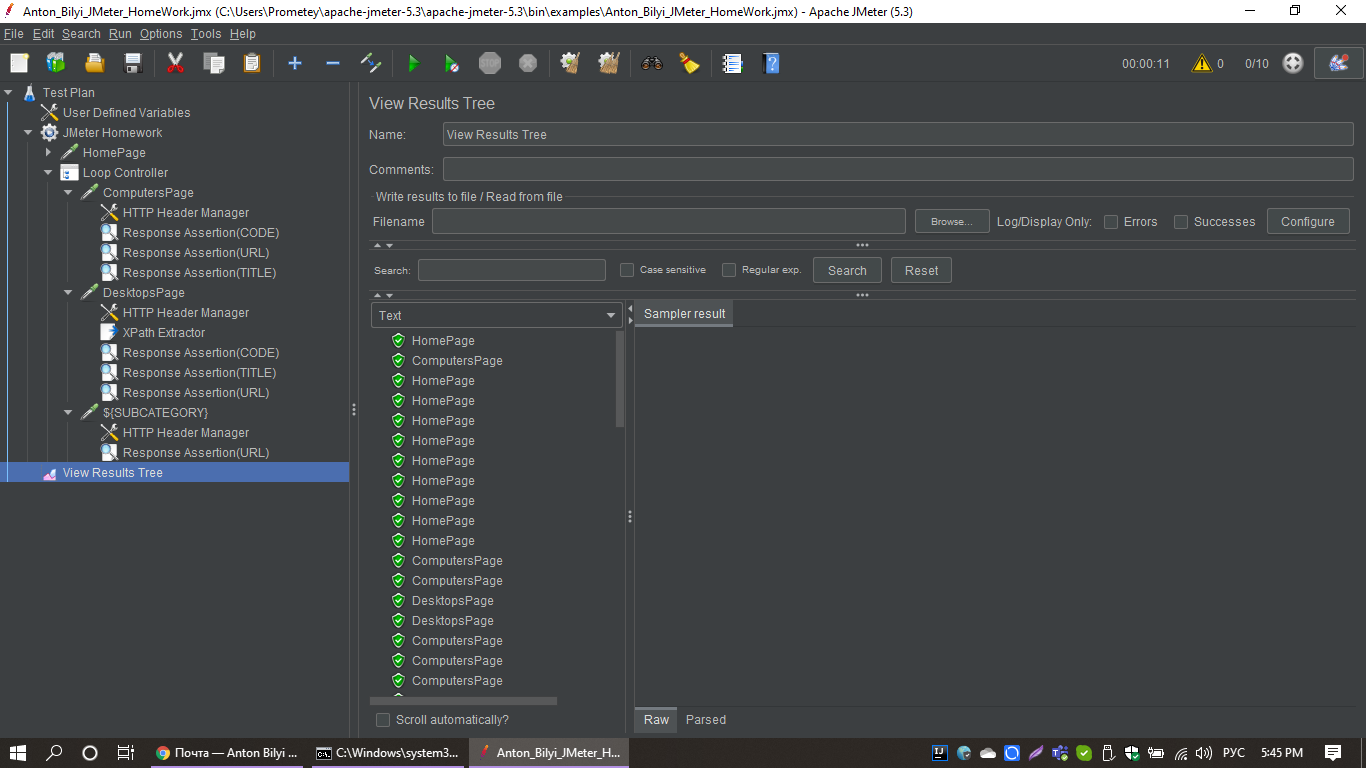 Anton_Bilyi_JMeter_HomeWork.jmx (C:\Users\Prometey\apache-jmeter-5.3\apache-jmeter-5.3\bin\examples\Anton_Bilyi_JMeter_HomeWork.jmx) - Apache JMeter (5.3)
File Edit Search Run Options Tools Help
STOP 00:00:11 0 0/10
Test Plan
User Defined Variables
JMeter Homework
HomePage
Loop Controller
ComputersPage
HTTP Header Manager
Response Assertion(CODE)
Response Assertion(URL)
Response Assertion(TITLE)
DesktopsPage
HTTP Header Manager
XPath Extractor
Response Assertion(CODE)
Response Assertion(TITLE)
Response Assertion(URL)
${SUBCATEGORY}
HTTP Header Manager
Response Assertion(URL)
View Results Tree
View Results Tree
Name: View Results Tree
Comments:
Write results to file / Read from file
Filename Browse... Log/Display Only: Errors Successes Configure
Search: Case sensitive Regular exp. Search Reset
Text
HomePage
ComputersPage
HomePage
HomePage
HomePage
HomePage
HomePage
HomePage
HomePage
HomePage
HomePage
ComputersPage
ComputersPage
DesktopsPage
DesktopsPage
ComputersPage
ComputersPage
ComputersPage
Scroll automatically?
Sampler result
Raw Parsed
Почта — Anton Bilyi ... C:\Windows\system3... Anton_Bilyi_JMeter_H... IJ РУС 5:45 PM